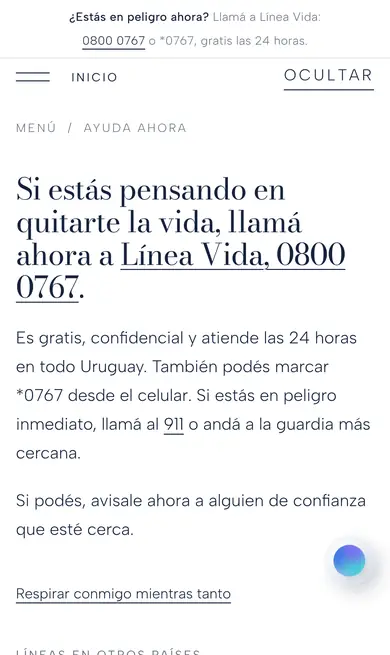 ¿Estás en peligro ahora? Llamá a Línea Vida:
0800 0767 o *0767, gratis las 24 horas.
INICIO
OCULTAR
MENÚ / AYUDA AHORA
Si estás pensando en
quitarte la vida, llamá
ahora a Línea Vida, 0800
0767.
Es gratis, confidencial y atiende las 24 horas
en todo Uruguay. También podés marcar
*0767 desde el celular. Si estás en peligro
inmediato, llamá al 911 o andá a la guardia más
cercana.
Si podés, avisale ahora a alguien de confianza
que esté cerca.
Respirar conmigo mientras tanto
LÍNEAS EN OTROS PAÍSES